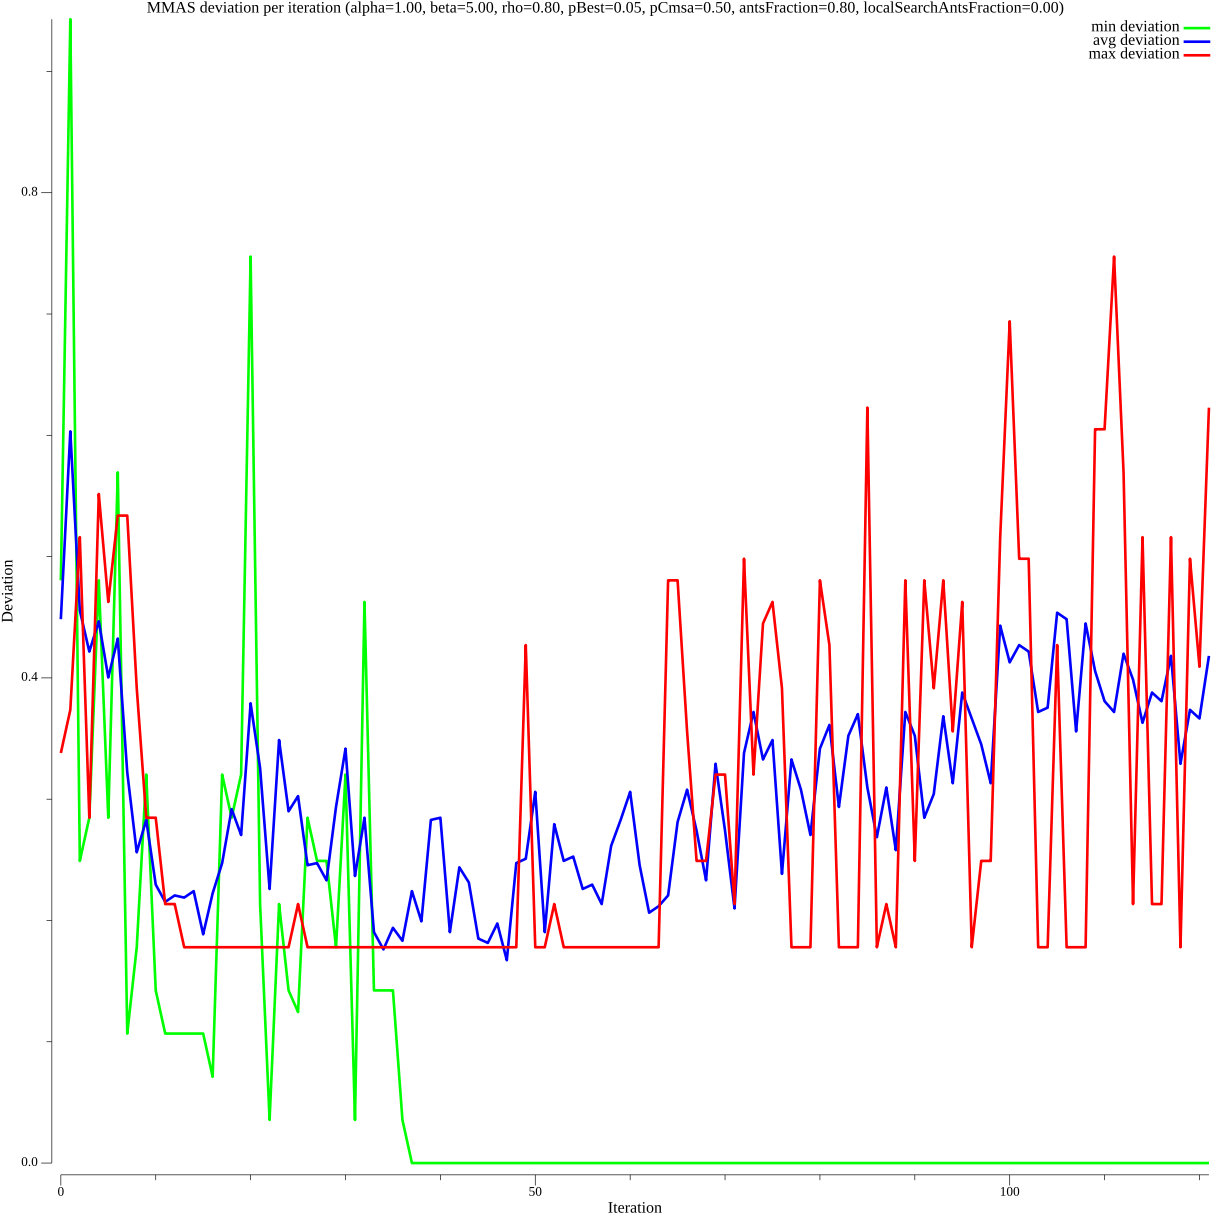 MMAS deviation per iteration (alpha=1.00, beta=5.00, rho=0.80, pBest=0.05, pCmsa=0.50, antsFraction=0.80, localSearchAntsFraction=0.00)
min deviation
avg deviation
max deviation
0.8
0.4
0.0
Deviation
0
50
100
Iteration